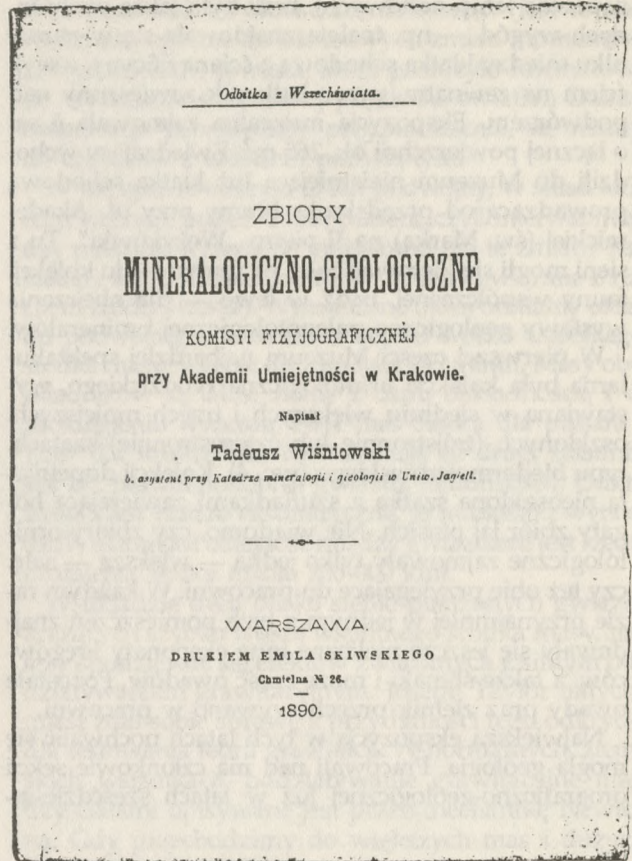 Odbitka z Wszechświata.
ZBIORY
MINERALOGICZNO-GIEOLOGICZNE
KOMISYI FIZYJOGRAFICZNÉJ
przy Akademii Umiejętności w Krakowie.
Napisał
Tadeusz Wiśniowski
b. asystent przy Katedrze mineralogii i gieologii w Uniw. Jagiell.
WARSZAWA.
DRUKIEM EMILA SKIWSKIEGO
Chmielna № 26.
1890.